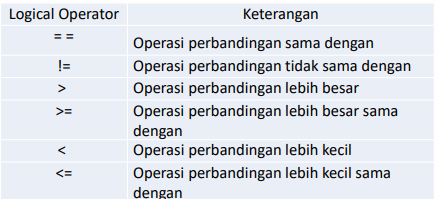 Logical Operator Keterangan
= = Operasi perbandingan sama dengan
!= Operasi perbandingan tidak sama dengan
> Operasi perbandingan lebih besar
>= Operasi perbandingan lebih besar sama
dengan
< Operasi perbandingan lebih kecil
<= Operasi perbandingan lebih kecil sama
dengan